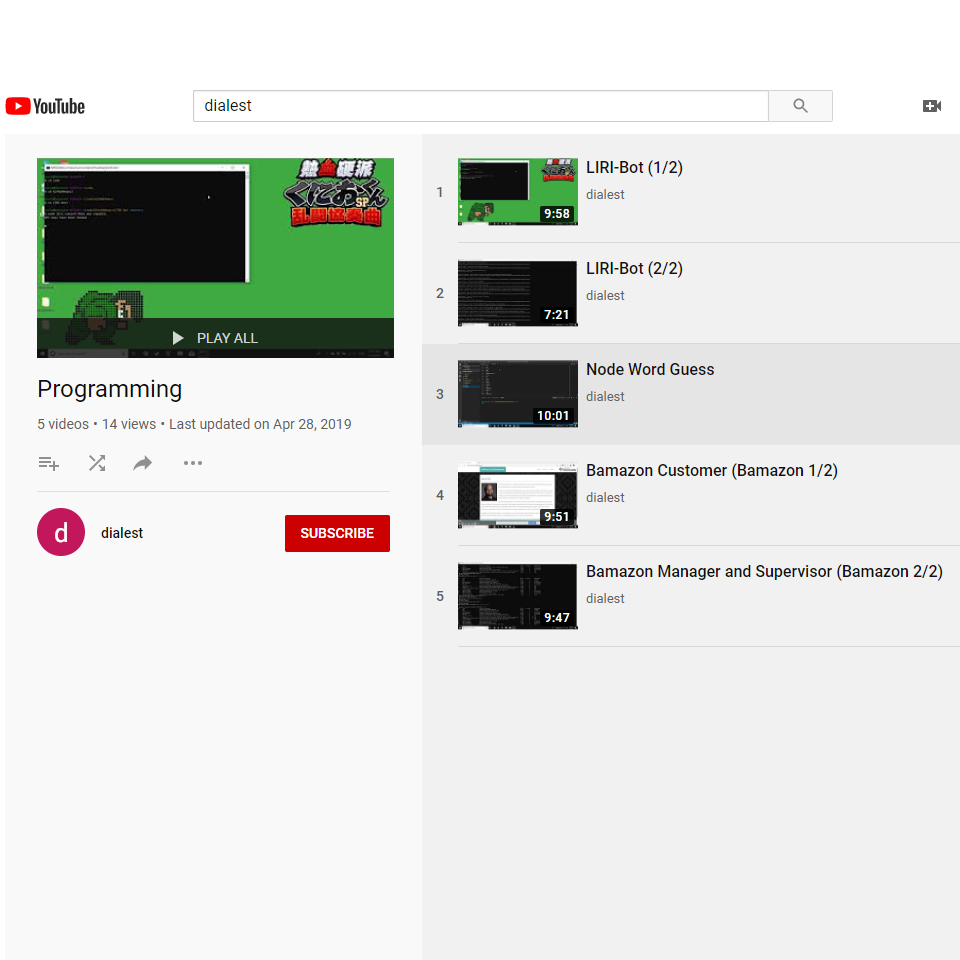 YouTube
dialest
熱血硬派
くにおくん
SP
乱闘協奏曲
PLAY ALL
Programming
5 videos • 14 views • Last updated on Apr 28, 2019
d
dialest
SUBSCRIBE
1
9:58
LIRI-Bot (1/2)
dialest
2
7:21
LIRI-Bot (2/2)
dialest
3
10:01
Node Word Guess
dialest
4
9:51
Bamazon Customer (Bamazon 1/2)
dialest
5
9:47
Bamazon Manager and Supervisor (Bamazon 2/2)
dialest